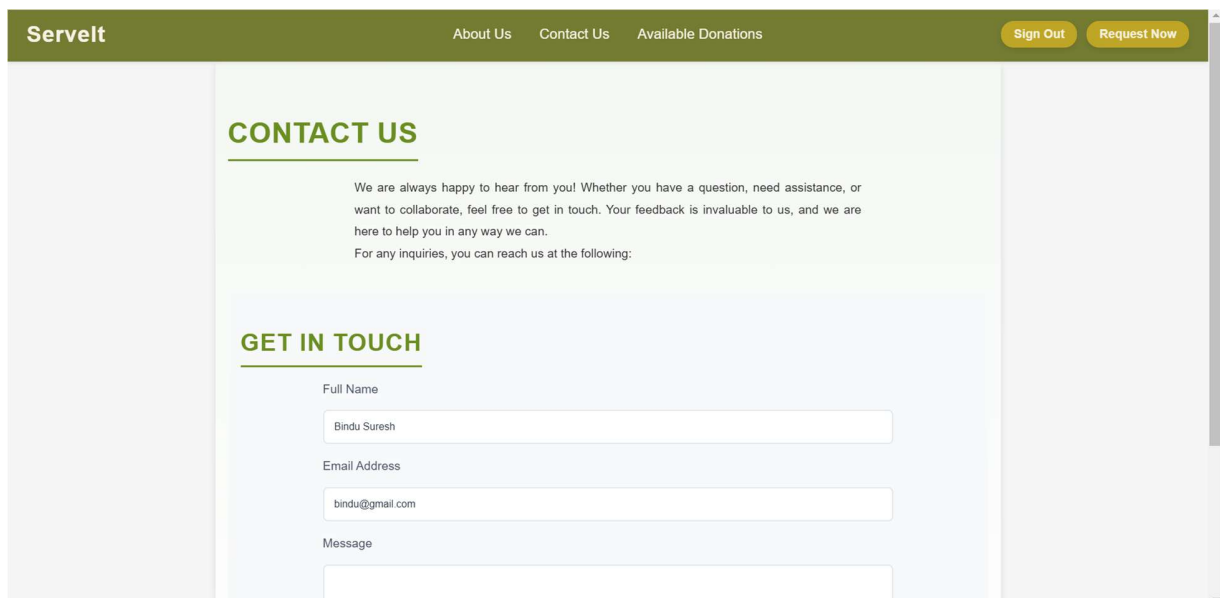 ServeIt
About Us
Contact Us
Available Donations
Sign Out
Request Now
CONTACT US
We are always happy to hear from you! Whether you have a question, need assistance, or
want to collaborate, feel free to get in touch. Your feedback is invaluable to us, and we are
here to help you in any way we can.
For any inquiries, you can reach us at the following:
GET IN TOUCH
Full Name
Bindu Suresh
Email Address
bindu@gmail.com
Message